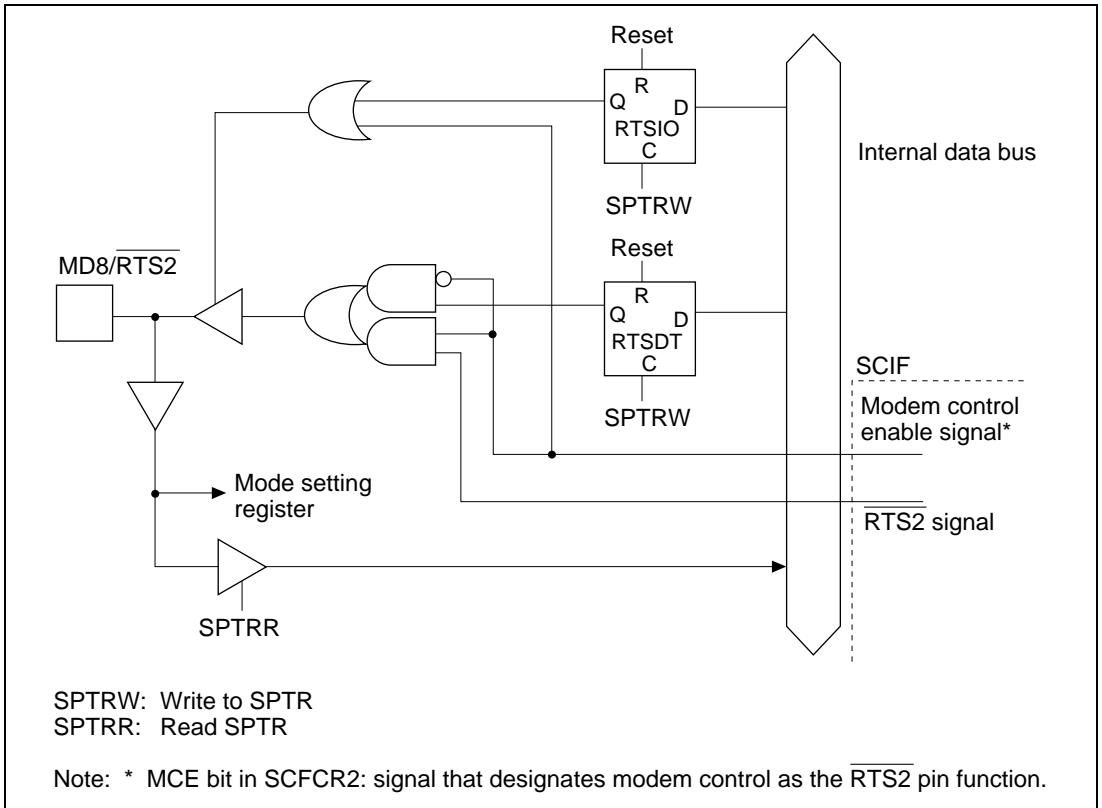 Reset
R
Q
D
RTSIO
C
SPTRW
Internal data bus
MD8/RTS2
Reset
R
Q
D
RTSDT
C
SPTRW
SCIF
Modem control
enable signal*
Mode setting
register
RTS2 signal
SPTRR
SPTRW: Write to SPTR
SPTRR: Read SPTR
Note: * MCE bit in SCFCR2: signal that designates modem control as the RTS2 pin function.